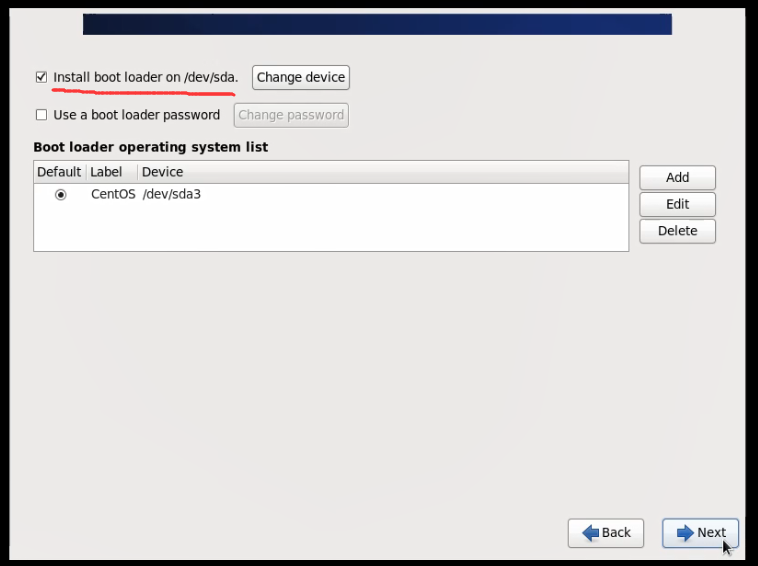 Install boot loader on /dev/sda. Change device
Use a boot loader password Change password
Boot loader operating system list
Default Label Device
CentOS /dev/sda3
Add
Edit
Delete
Back Next